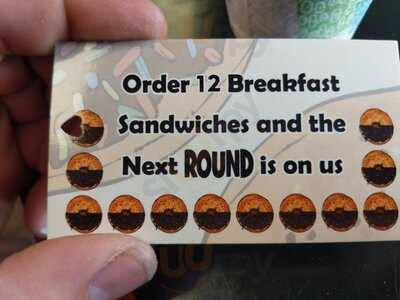 Order 12 Breakfast
Sandwiches and the
Next ROUND is on us